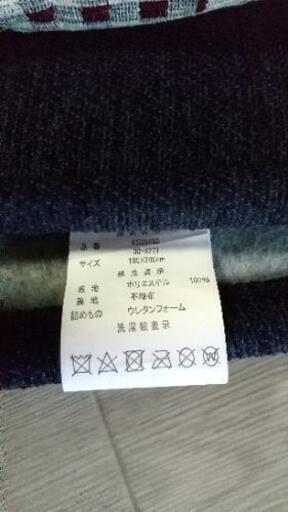 品番
サイズ 190×240cm
組成表示
表地 ポリエステル 100%
裏地 不織布
詰めもの ウレタンフォーム
洗濯絵表示